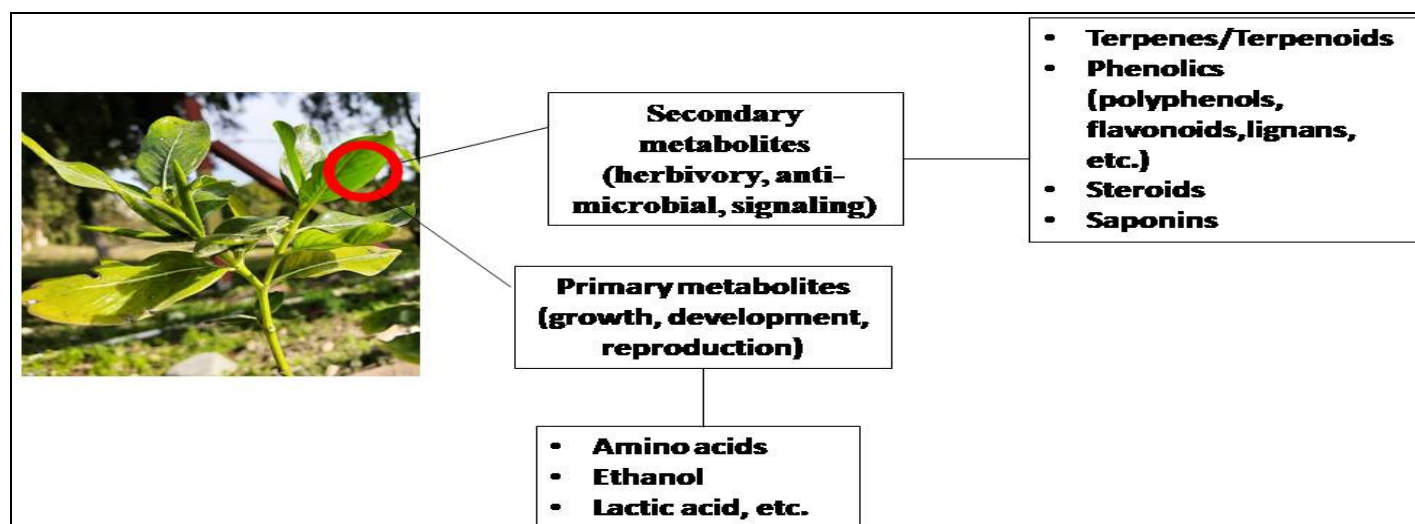 Secondary
metabolites
(herbivory, anti-
microbial, signaling)
• Terpenes/Terpenoids
• Phenolics
(polyphenols,
flavonoids,lignans,
etc.)
• Steroids
• Saponins
Primary metabolites
(growth, development,
reproduction)
• Amino acids
• Ethanol
• Lactic acid, etc.